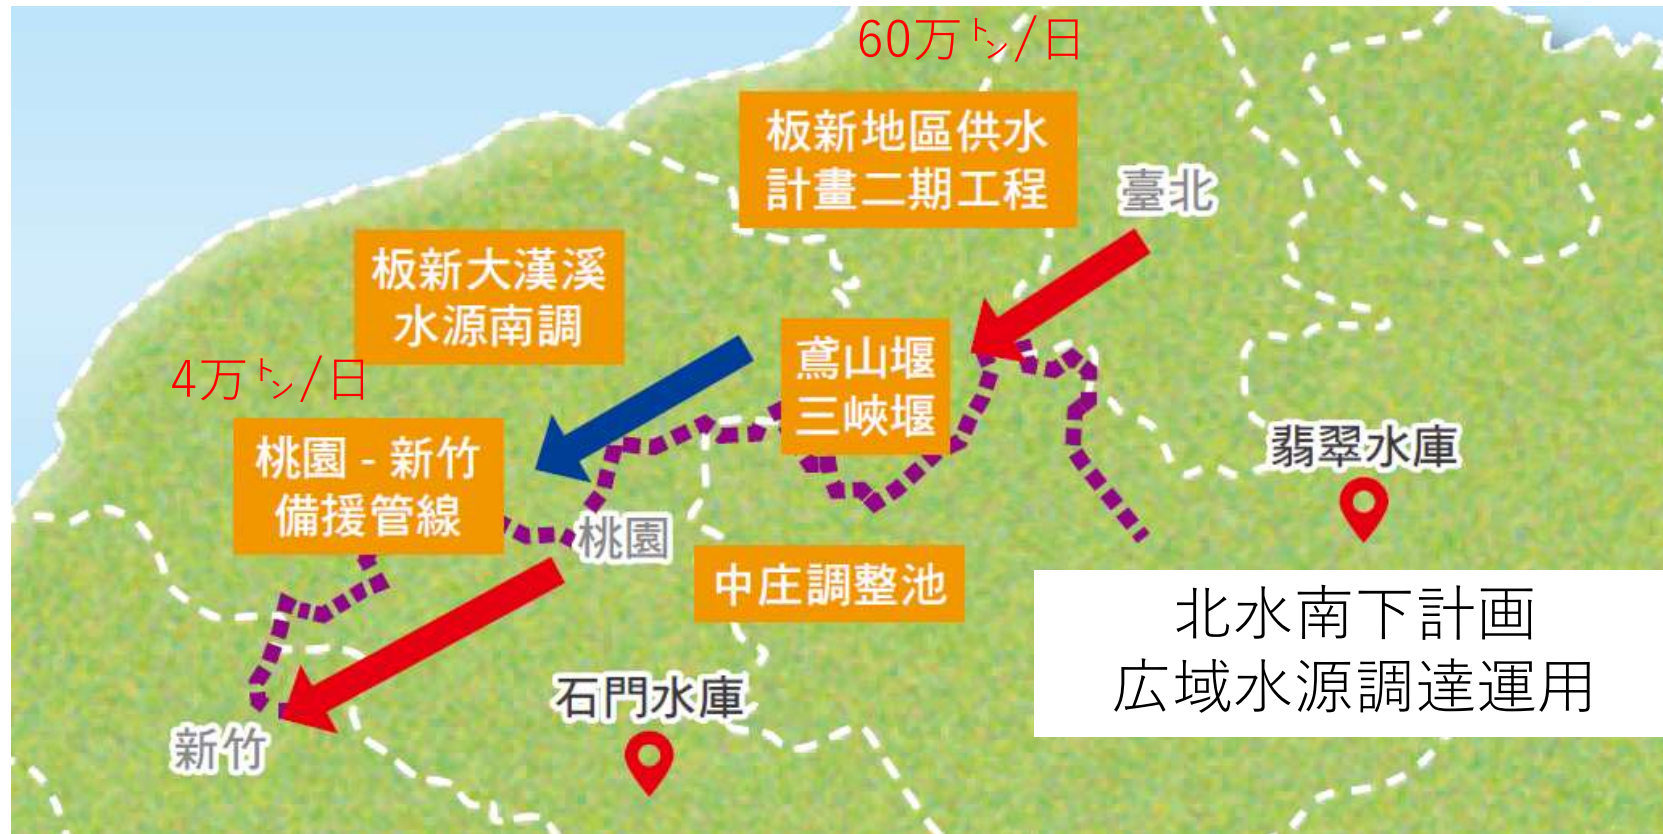 60万㌧/日
板新地區供水
計畫二期工程
臺北
板新大漢溪
水源南調
鳶山堰
三峽堰
4万㌧/日
桃園 - 新竹
備援管線
翡翠水庫
桃園
中庄調整池
北水南下計画
広域水源調達運用
石門水庫
新竹